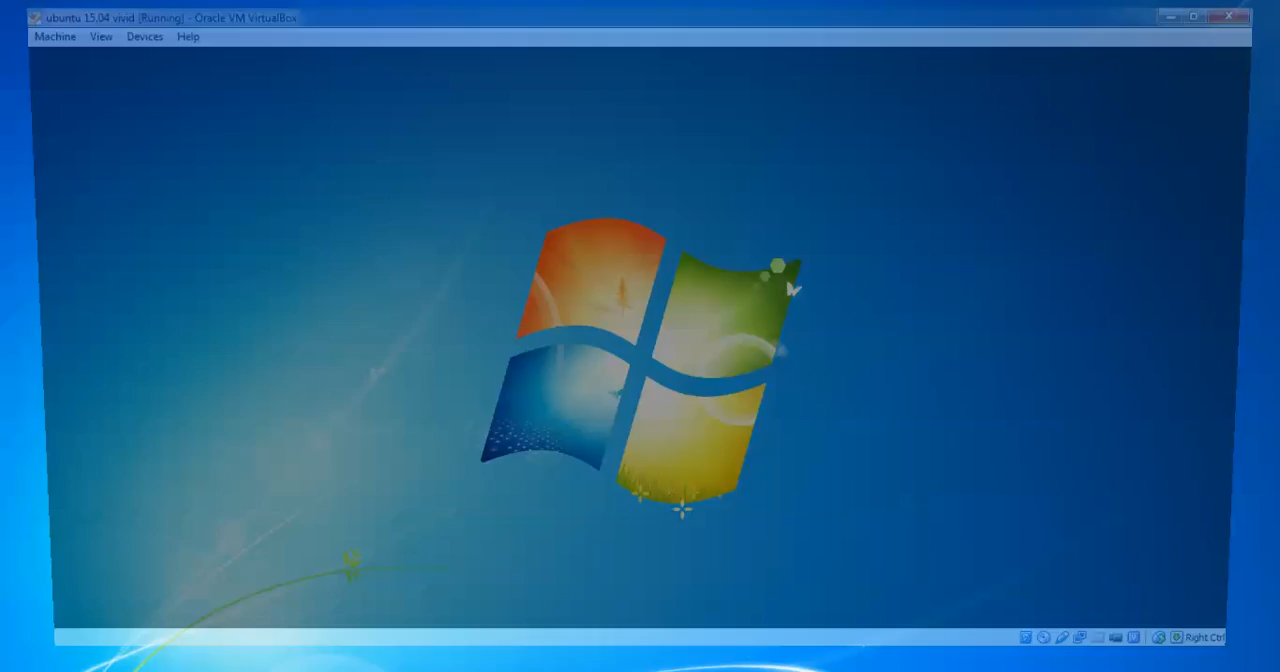 ubuntu 15.04 vivid [Running] - Oracle VM VirtualBox
Machine View Devices Help
Right Ctrl